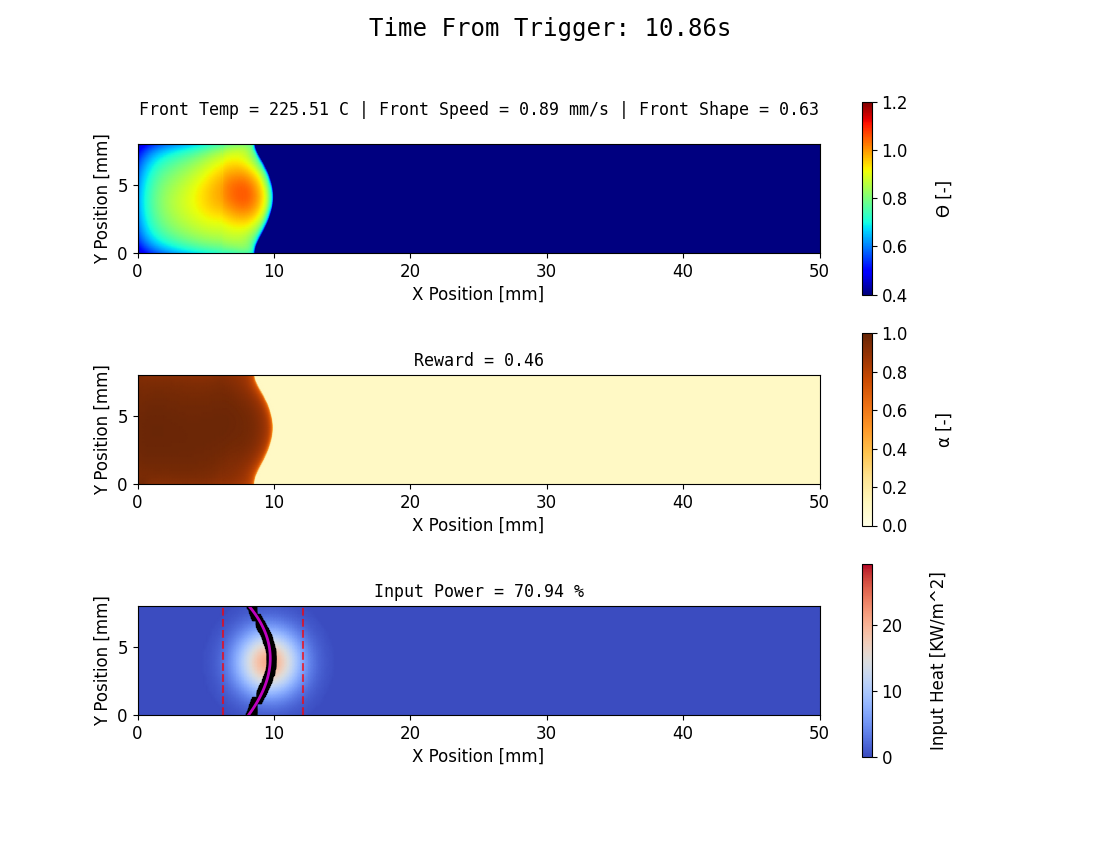 Time From Trigger: 10.86s
Front Temp = 225.51 C | Front Speed = 0.89 mm/s | Front Shape = 0.63
Y Position [mm]
5
0
0 10 20 30 40 50
X Position [mm]
1.2
1.0
0.8
0.6
0.4
Θ [-]
Reward = 0.46
Y Position [mm]
5
0
0 10 20 30 40 50
X Position [mm]
1.0
0.8
0.6
0.4
0.2
0.0
α [-]
Input Power = 70.94 %
Y Position [mm]
5
0
0 10 20 30 40 50
X Position [mm]
20
10
0
Input Heat [KW/m^2]